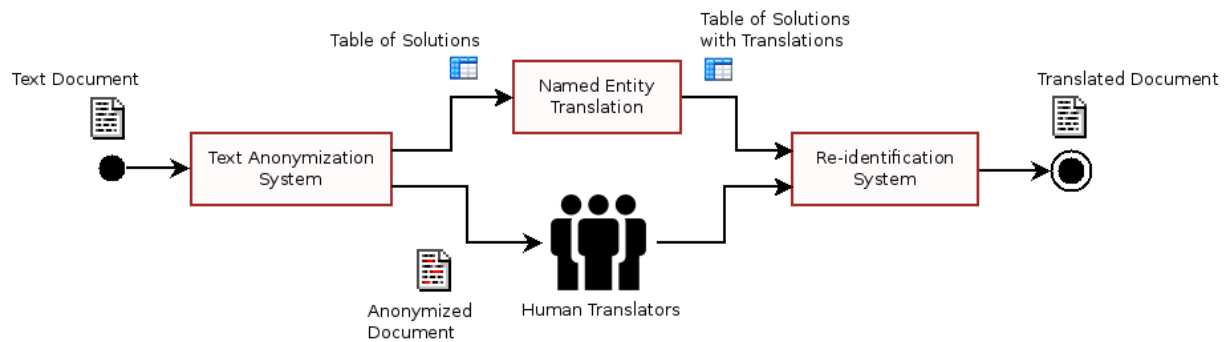 Table of Solutions
Table of Solutions
with Translations
Text Document
Named Entity
Translation
Translated Document
Text Anonymization
System
Re-identification
System
Anonymized
Document
Human Translators